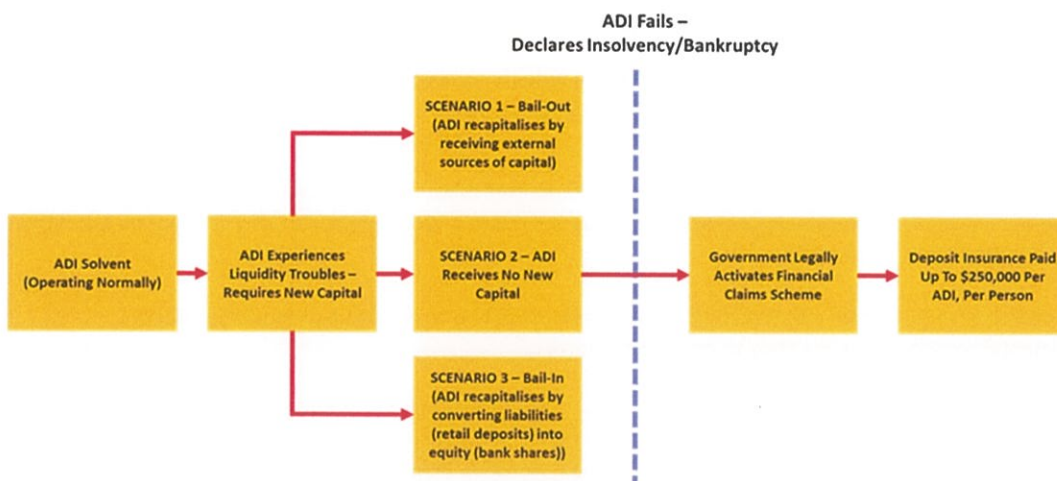 ADI Fails –
Declares Insolvency/Bankruptcy
SCENARIO 1 – Bail-Out
(ADI recapitalises by
receiving external
sources of capital)
ADI Solvent
(Operating Normally)
ADI Experiences
Liquidity Troubles –
Requires New Capital
SCENARIO 2 – ADI
Receives No New
Capital
Government Legally
Activates Financial
Claims Scheme
Deposit Insurance Paid
Up To $250,000 Per
ADI, Per Person
SCENARIO 3 – Bail-In
(ADI recapitalises by
converting liabilities
(retail deposits) into
equity (bank shares))